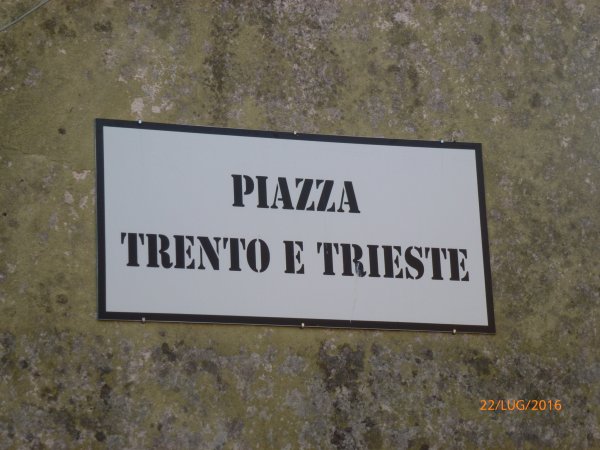 PIAZZA
TRENTO E TRIESTE
22/LUG/2016